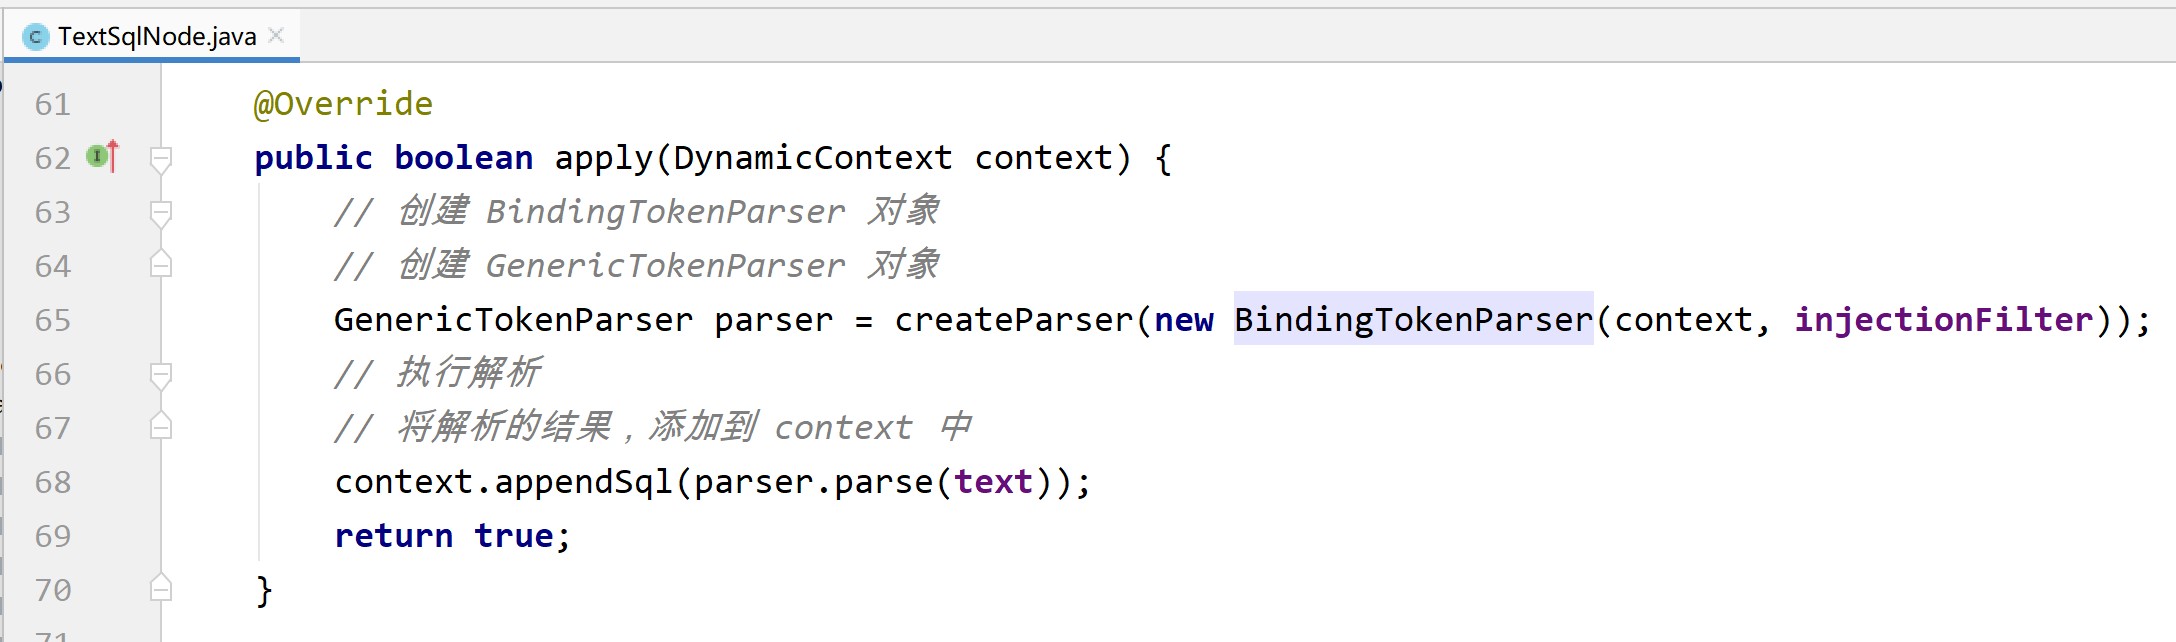 TextSqlNode.java
61 @Override
62 public boolean apply(DynamicContext context) {
63 // 创建 BindingTokenParser 对象
64 // 创建 GenericTokenParser 对象
65 GenericTokenParser parser = createParser(new BindingTokenParser(context, injectionFilter));
66 // 执行解析
67 // 将解析的结果，添加到 context 中
68 context.appendSql(parser.parse(text));
69 return true;
70 }
71